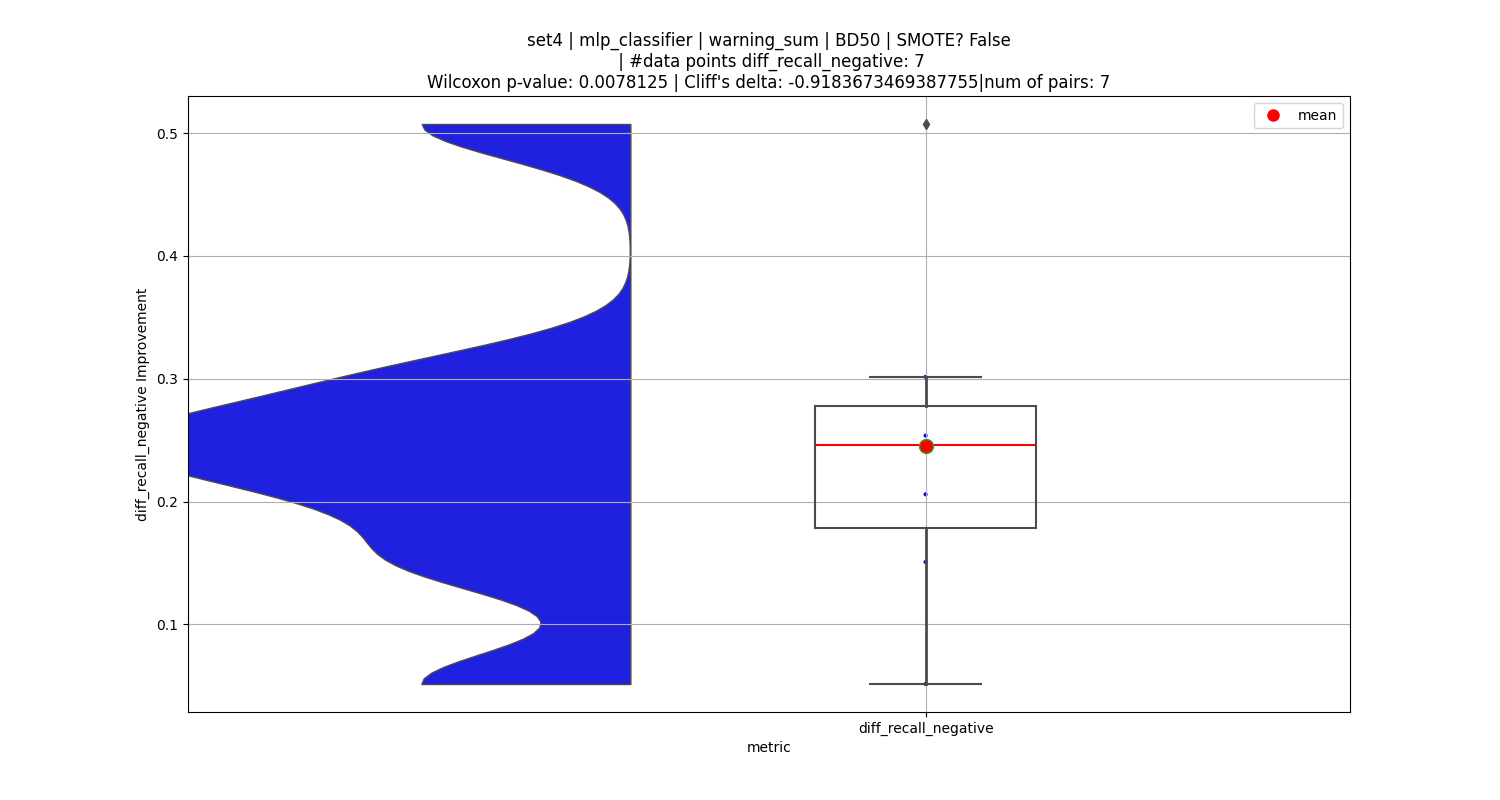 set4 | mlp_classifier | warning_sum | BD50 | SMOTE? False
| #data points diff_recall_negative: 7
Wilcoxon p-value: 0.0078125 | Cliff's delta: -0.9183673469387755|num of pairs: 7
mean
0.5
0.4
0.3
0.2
0.1
diff_recall_negative Improvement
diff_recall_negative
metric